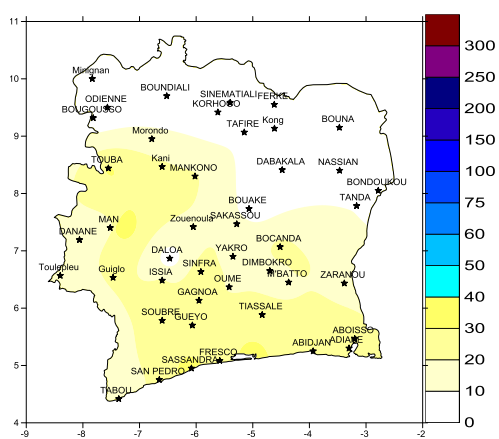 11
10
9
8
7
6
5
4
-9
-8
-7
-6
-5
-4
-3
-2
Minignan
BOUNDIALI
SINEMATIALI
FERKE
ODIENNE
KORHOGO
BOUGOUSSO
TAFIRE
Kong
BOUNA
Morondo
TOUBA
Kani
MANKONO
DABAKALA
NASSIAN
BONDOUKOU
TANDA
BOUAKE
MAN
Zouenoula
SAKASSOU
DANANE
DALOA
YAKRO
BOCANDA
Toulepleu
Guiglo
ISSIA
SINFRA
DIMBOKRO
OUME
M'BATTO
ZARANOU
GAGNOA
SOUBRE
GUEYO
TIASSALE
ABOISSO
ABIDJAN
ADIAKE
FRESCO
SASSANDRA
SAN PEDRO
TABOU
300
250
200
150
100
75
60
50
40
30
20
10
0